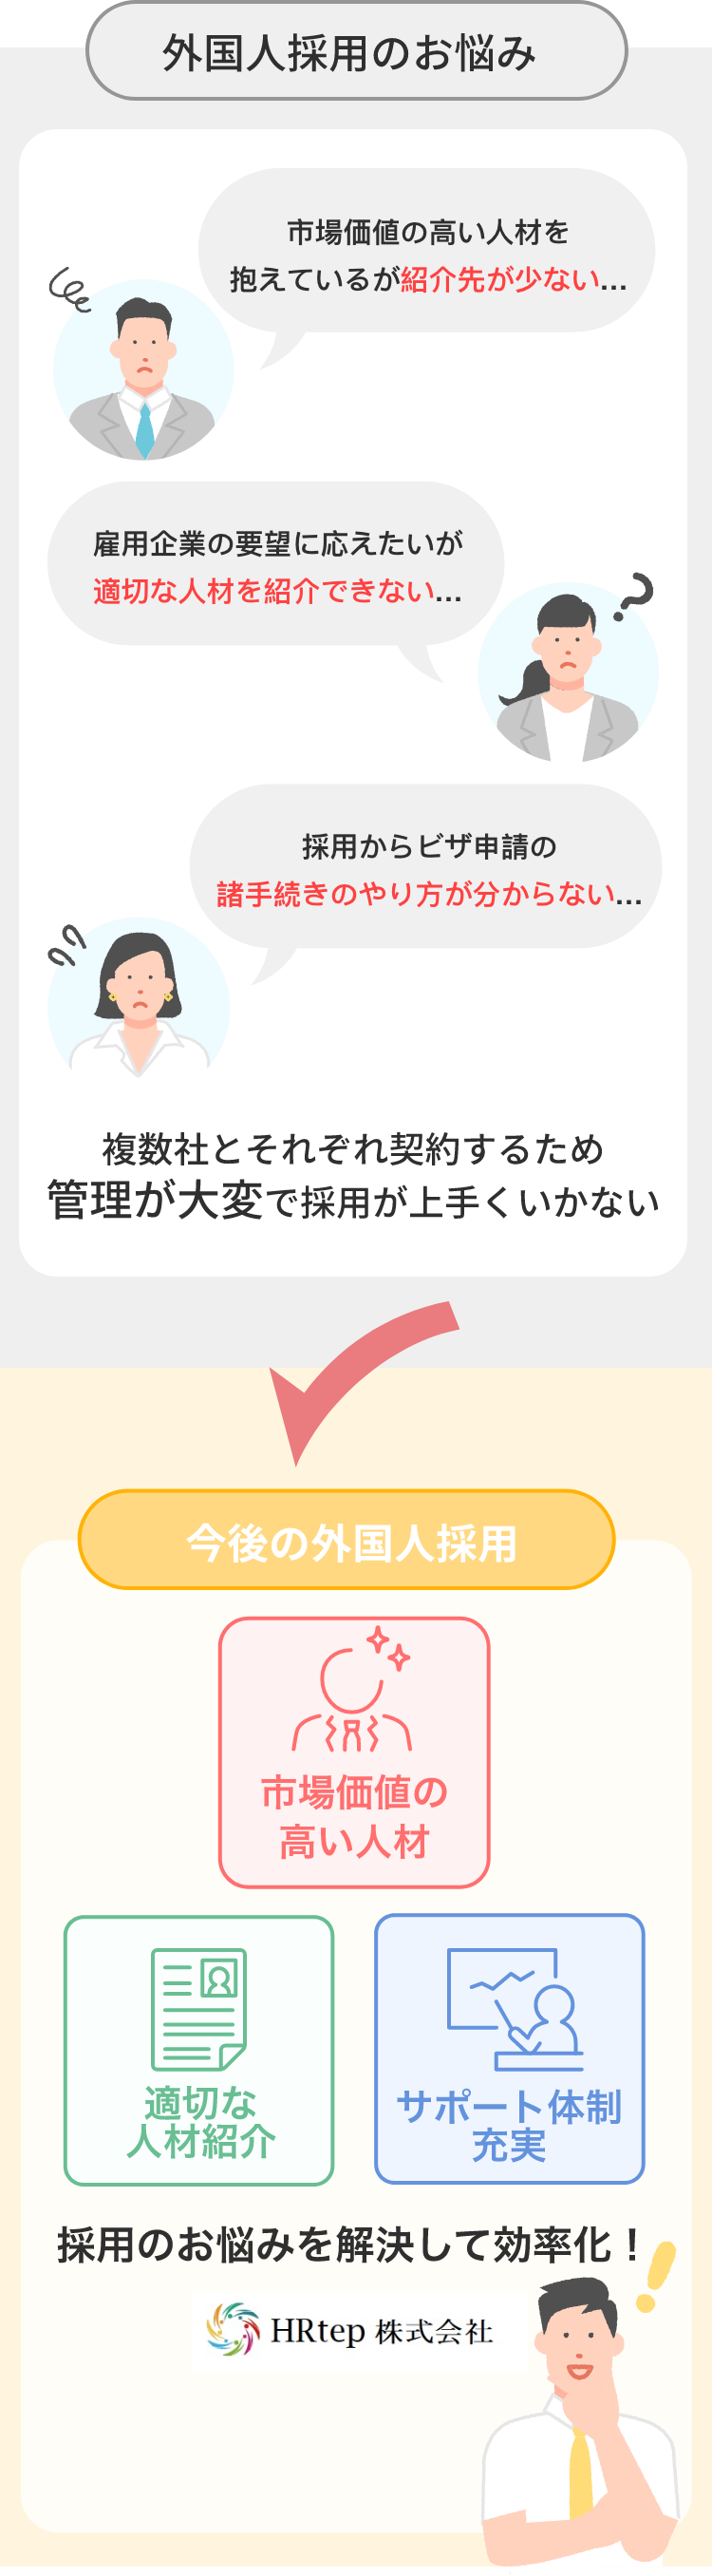 外国人採用のお悩み
市場価値の高い人材を
抱えているが紹介先が少ない...
雇用企業の要望に応えたいが
適切な人材を紹介できない...
採用からビザ申請の
諸手続きのやり方が分からない...
複数社とそれぞれ契約するため
管理が大変で採用が上手くいかない
今後の外国人採用
市場価値の
高い人材
適切な
人材紹介
サポート体制
充実
採用のお悩みを解決して効率化！
HRtep 株式会社